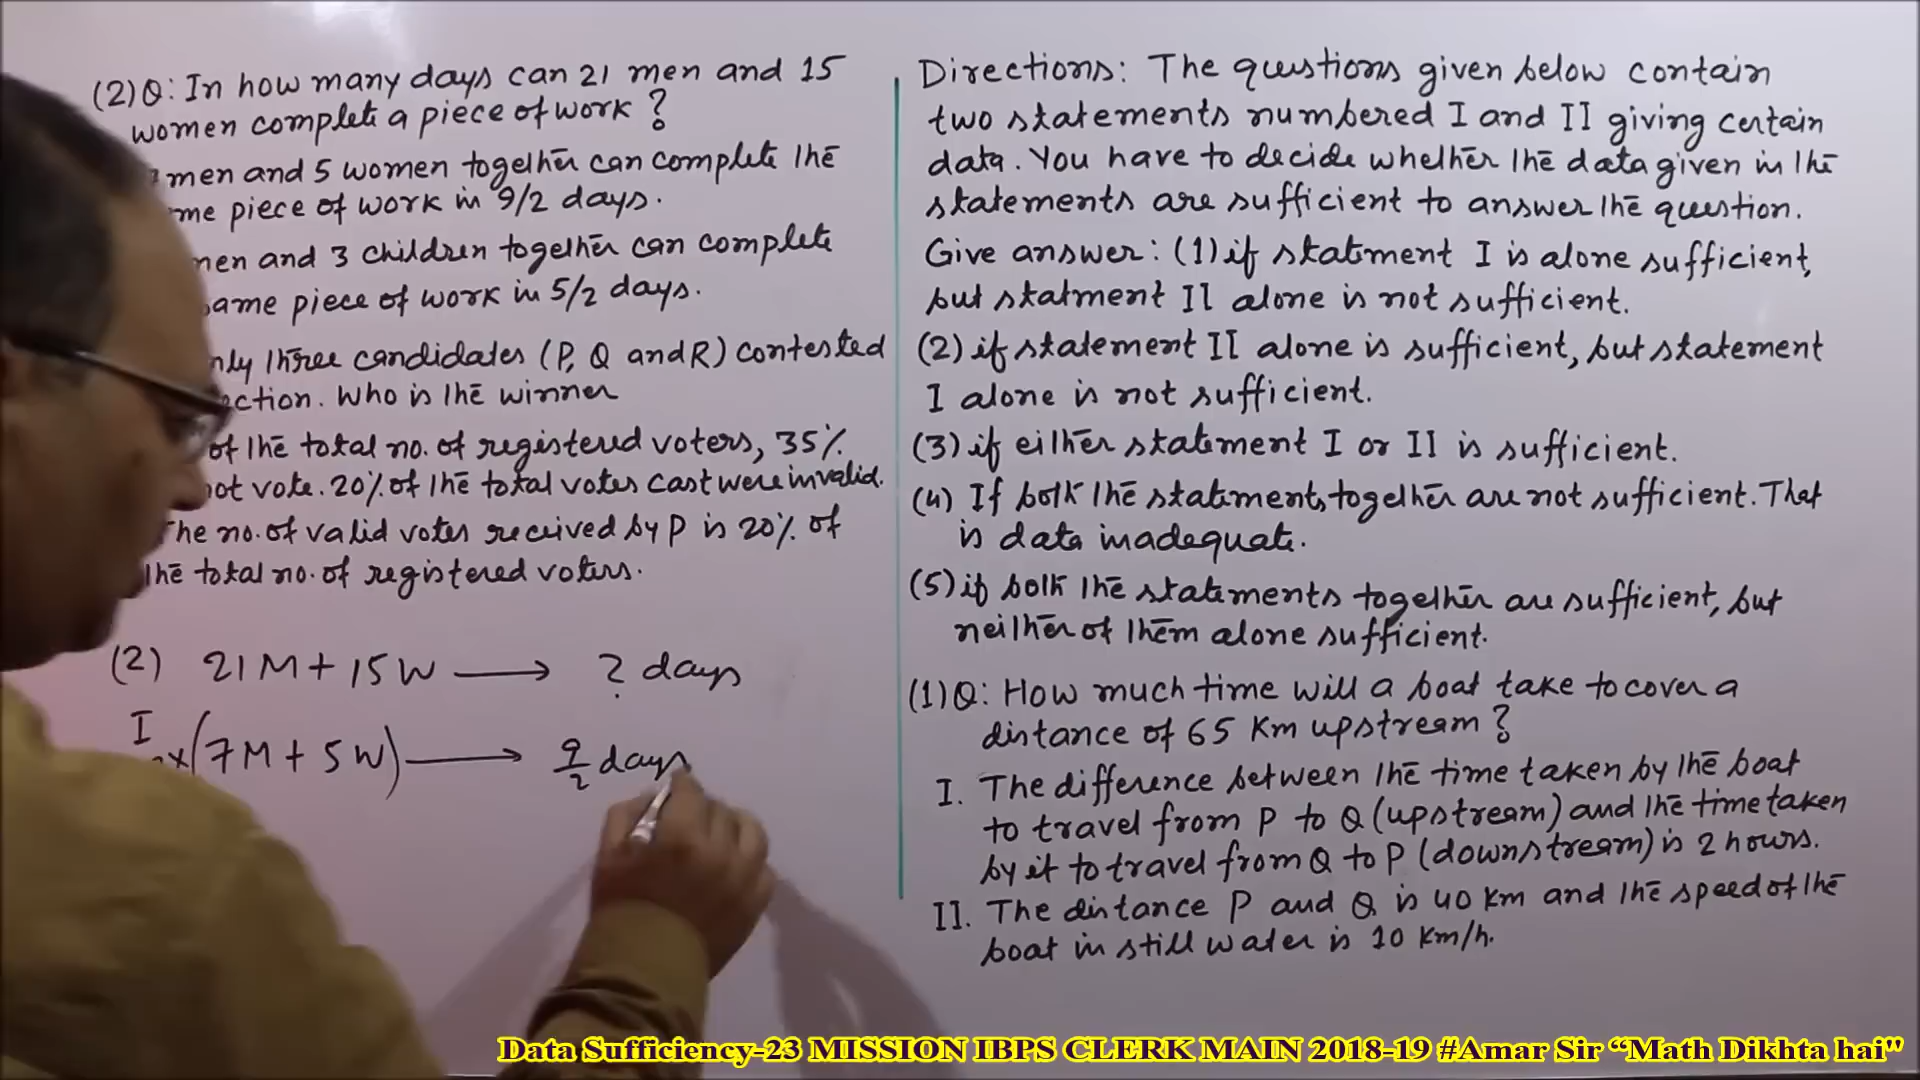 (2) Q: In how many days can 21 men and 15
women complete a piece of work?
men and 5 women together can complete the
me piece of work in 9/2 days.
men and 3 children together can complete
same piece of work in 5/2 days.
nly three candidates (P, Q and R) contested
ction. Who is the winner
of the total no. of registered voters, 35%
not vote. 20% of the total votes cast were invalid.
The no. of valid votes received by P is 20% of
the total no. of registered voters.
(2) 21M + 15W ⟶ ? days
I
x(7M + 5W) ⟶ 9/2 days
Directions: The questions given below contain
two statements numbered I and II giving certain
data. You have to decide whether the data given in the
statements are sufficient to answer the question.
Give answer: (1) if statement I is alone sufficient,
but statment II alone is not sufficient.
(2) if statement II alone is sufficient, but statement
I alone is not sufficient.
(3) if either statement I or II is sufficient.
(4) If both the statements together are not sufficient. That
is data inadequate.
(5) if both the statements together are sufficient, but
neither of them alone sufficient.
(1) Q: How much time will a boat take to cover a
distance of 65 Km upstream?
I. The difference between the time taken by the boat
to travel from P to Q (upstream) and the time taken
by it to travel from Q to P (downstream) is 2 hours.
II. The distance P and Q is 40 Km and the speed of the
boat in still water is 10 Km/h.
Data Sufficiency-23 MISSION IBPS CLERK MAIN 2018-19 #Amar Sir “Math Dikhta hai"